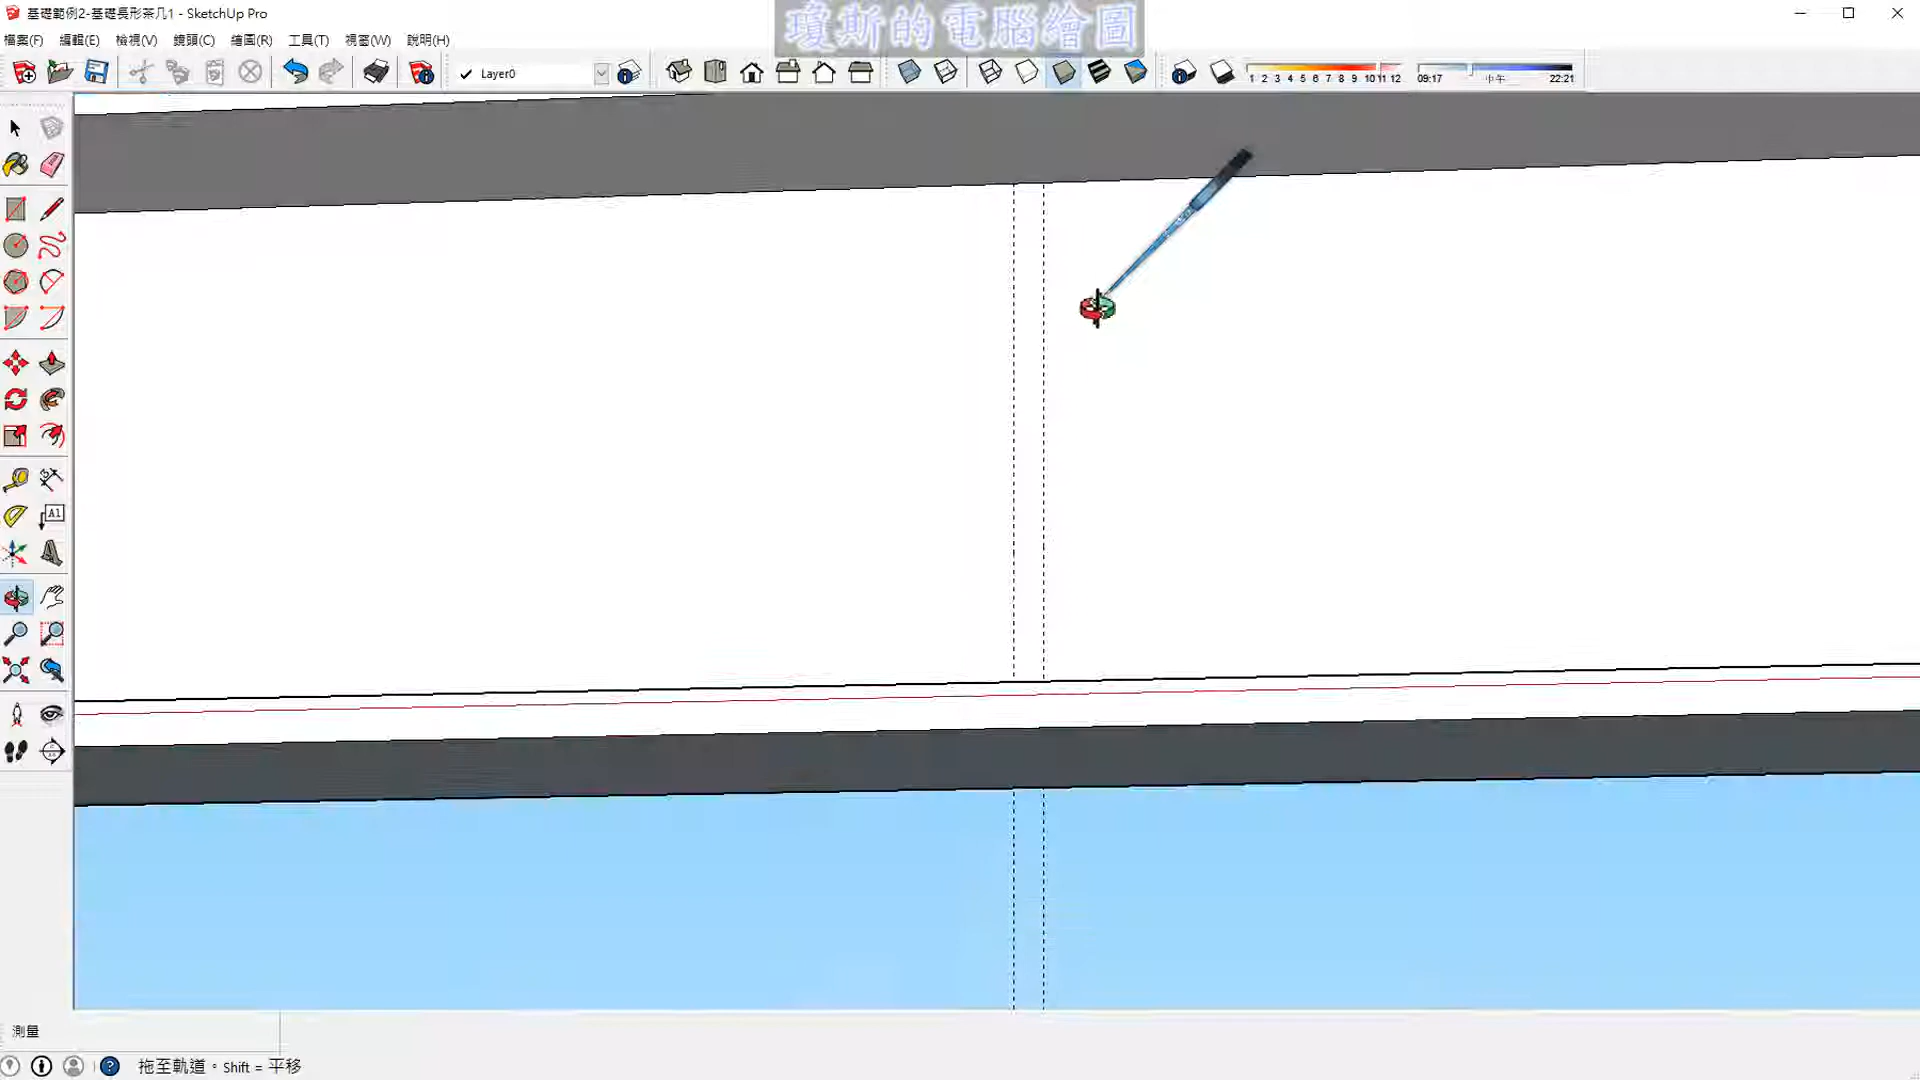 基礎範例2-基礎長形茶几1 - SketchUp Pro
瓊斯的電腦繪圖
檔案(F) 編輯(E) 檢視(V) 鏡頭(C) 繪圖(R) 工具(T) 視窗(W) 說明(H)
Layer0
1 2 3 4 5 6 7 8 9 10 11 12
09:17 中午 22:21
A1
測量
拖至軌道。Shift = 平移